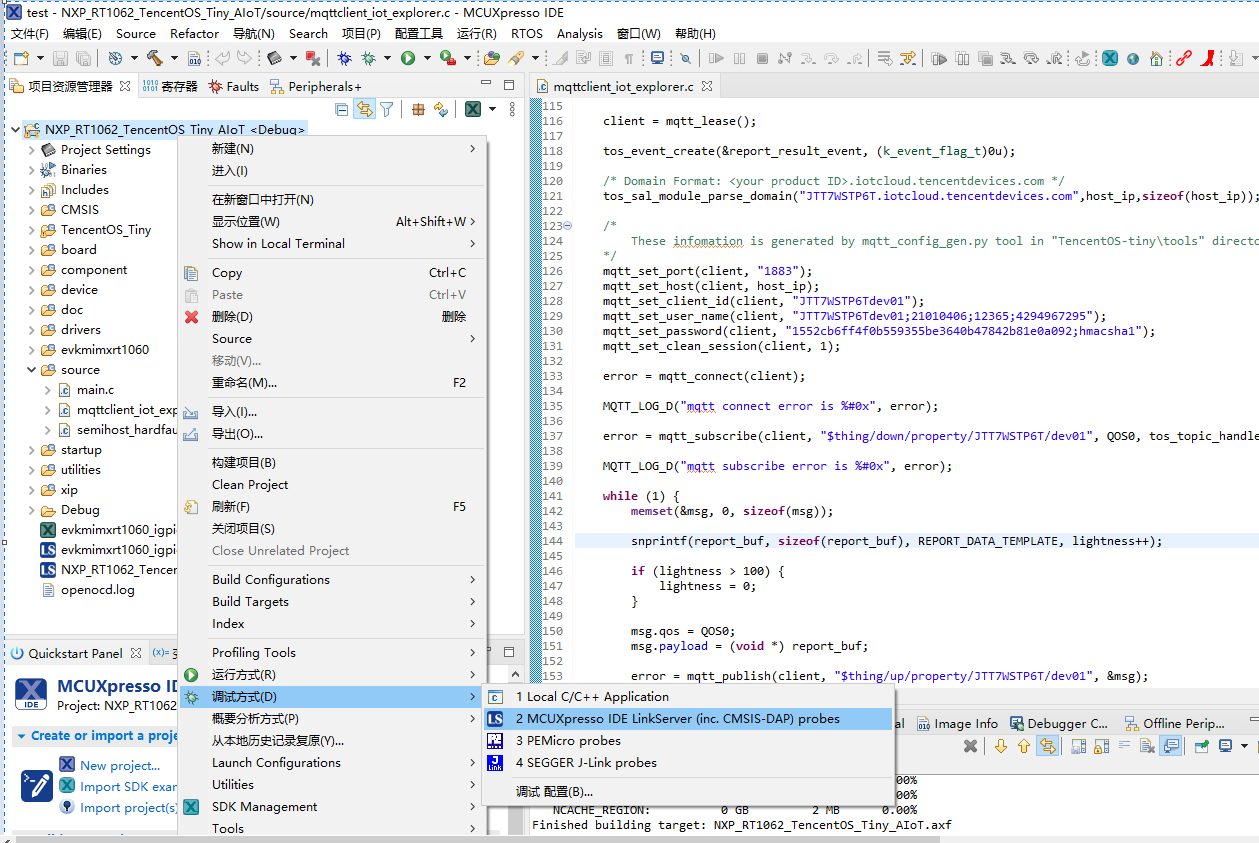 test - NXP_RT1062_TencentOS_Tiny_AIoT/source/mqttclient_iot_explorer.c - MCUXpresso IDE
文件(F) 编辑(E) Source Refactor 导航(N) Search 项目(P) 配置工具 运行(R) RTOS Analysis 窗口(W) 帮助(H)
项目资源管理器 寄存器 Faults Peripherals+
mqttclient_iot_explorer.c
NXP_RT1062_TencentOS_Tiny_AIoT <Debug>
Project Settings
Binaries
Includes
CMSIS
TencentOS_Tiny
board
component
device
doc
drivers
evkmimxrt1060
source
main.c
mqttclient_iot_exp
semihost_hardfau
startup
utilities
xip
Debug
evkmimxrt1060_igpi
evkmimxrt1060_igpi
NXP_RT1062_Tencer
openocd.log
新建(N)
进入(I)
在新窗口中打开(N)
显示位置(W) Alt+Shift+W
Show in Local Terminal
Copy Ctrl+C
Paste Ctrl+V
删除(D) 删除
Source
移动(V)...
重命名(M)... F2
导入(I)...
导出(O)...
构建项目(B)
Clean Project
刷新(F) F5
关闭项目(S)
Close Unrelated Project
Build Configurations
Build Targets
Index
Profiling Tools
运行方式(R)
调试方式(D)
概要分析方式(P)
从本地历史记录复原(Y)...
Launch Configurations
Utilities
SDK Management
Tools
1 Local C/C++ Application
2 MCUXpresso IDE LinkServer (inc. CMSIS-DAP) probes
3 PEMicro probes
4 SEGGER J-Link probes
调试 配置(B)...
115
116 client = mqtt_lease();
117
118 tos_event_create(&report_result_event, (k_event_flag_t)0u);
119
120 /* Domain Format: <your product ID>.iotcloud.tencentdevices.com */
121 tos_sal_module_parse_domain("JTT7WSTP6T.iotcloud.tencentdevices.com",host_ip,sizeof(host_ip));
122
123 /*
124 These infomation is generated by mqtt_config_gen.py tool in "TencentOS-tiny\tools" directo
125 */
126 mqtt_set_port(client, "1883");
127 mqtt_set_host(client, host_ip);
128 mqtt_set_client_id(client, "JTT7WSTP6Tdev01");
129 mqtt_set_user_name(client, "JTT7WSTP6Tdev01;21010406;12365;4294967295");
130 mqtt_set_password(client, "1552cb6ff4f0b559355be3640b47842b81e0a092;hmacsha1");
131 mqtt_set_clean_session(client, 1);
132
133 error = mqtt_connect(client);
134
135 MQTT_LOG_D("mqtt connect error is %#0x", error);
136
137 error = mqtt_subscribe(client, "$thing/down/property/JTT7WSTP6T/dev01", QOS0, tos_topic_handle
138
139 MQTT_LOG_D("mqtt subscribe error is %#0x", error);
140
141 while (1) {
142 memset(&msg, 0, sizeof(msg));
143
144 snprintf(report_buf, sizeof(report_buf), REPORT_DATA_TEMPLATE, lightness++);
145
146 if (lightness > 100) {
147 lightness = 0;
148 }
149
150 msg.qos = QOS0;
151 msg.payload = (void *) report_buf;
152
153 error = mqtt_publish(client, "$thing/up/property/JTT7WSTP6T/dev01", &msg);
Quickstart Panel (x)=
IDE
MCUXpresso ID
Project: NXP_RT1062
Create or import a proje
New project...
Import SDK exar
Import project(s)
al Image Info Debugger C... Offline Perip...
00%
00%
NCACHE_REGION: 0 GB 2 MB 0.00%
Finished building target: NXP_RT1062_TencentOS_Tiny_AIoT.axf